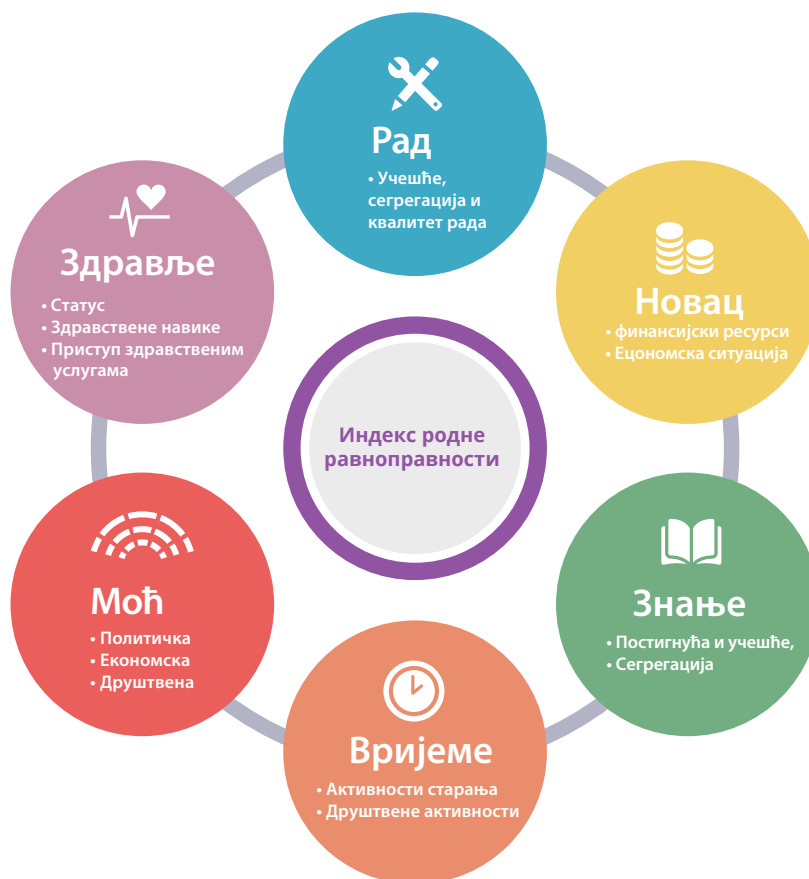 Рад
• Учешће,
сегрегација и
квалитет рада
Здравље
• Статус
• Здравствене навике
• Приступ здравственим
услугама
Новац
• финансијски ресурси
• Ецономска ситуација
Индекс родне
равноправности
Моћ
• Политичка
• Економска
• Друштвена
Знање
• Постигнућа и учешће,
• Сегрегација
Вријеме
• Активности старања
• Друштвене активности